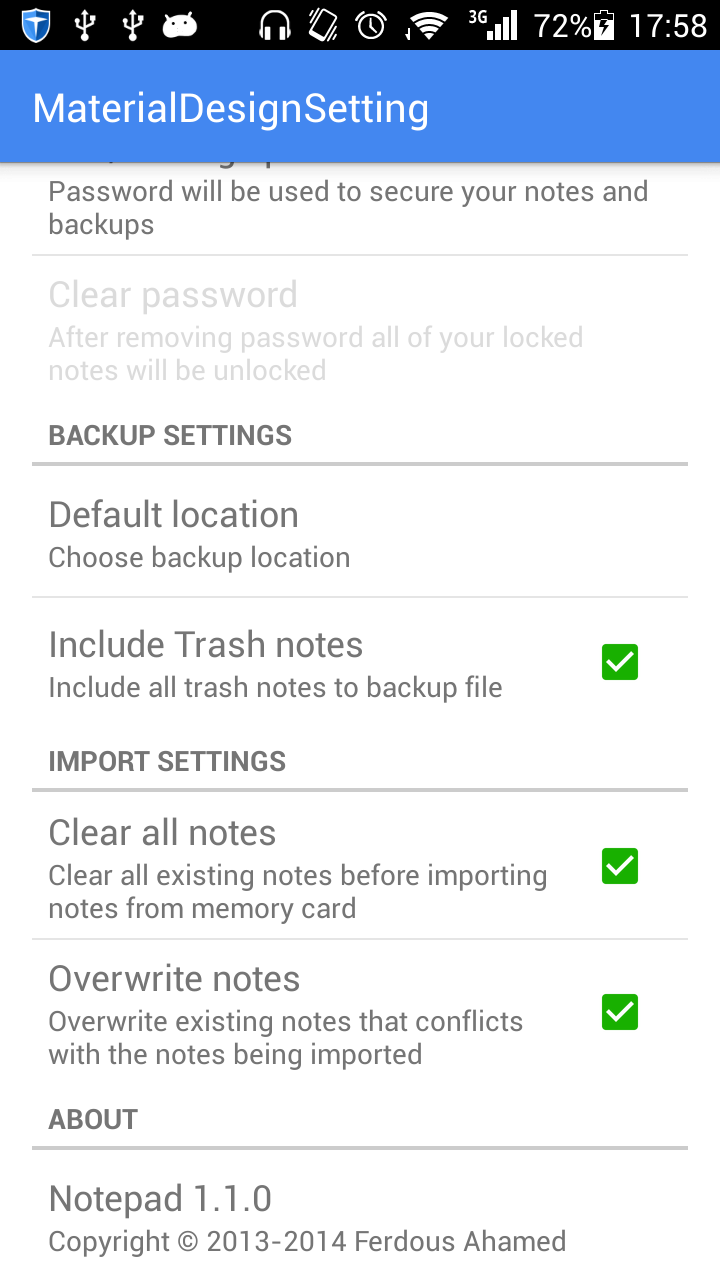 3G 72% 17:58
MaterialDesignSetting
Password will be used to secure your notes and
backups
Clear password
After removing password all of your locked
notes will be unlocked
BACKUP SETTINGS
Default location
Choose backup location
Include Trash notes
Include all trash notes to backup file
IMPORT SETTINGS
Clear all notes
Clear all existing notes before importing
notes from memory card
Overwrite notes
Overwrite existing notes that conflicts
with the notes being imported
ABOUT
Notepad 1.1.0
Copyright © 2013-2014 Ferdous Ahamed